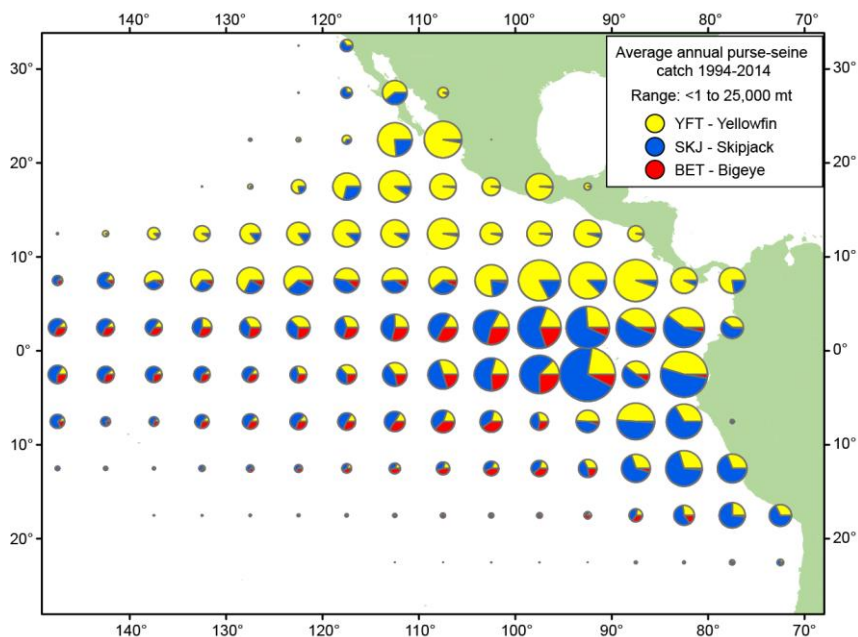 140° 130° 120° 110° 100° 90° 80° 70°
Average annual purse-seine
catch 1994-2014
Range: <1 to 25,000 mt
YFT - Yellowfin
SKJ - Skipjack
BET - Bigeye
30° 30°
20° 20°
10° 10°
0° 0°
10° 10°
20° 20°
140° 130° 120° 110° 100° 90° 80° 70°